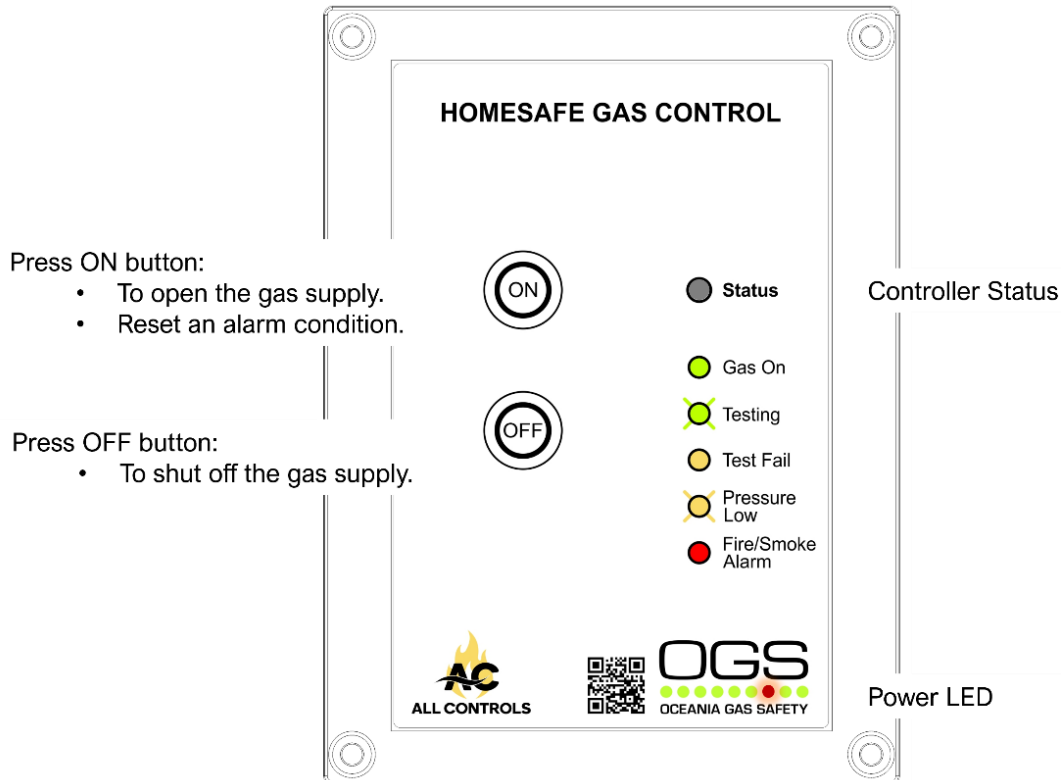 HOMESAFE GAS CONTROL
Press ON button:
• To open the gas supply.
• Reset an alarm condition.
ON
Status
Controller Status
Gas On
Testing
Press OFF button:
• To shut off the gas supply.
OFF
Test Fail
Pressure
Low
Fire/Smoke
Alarm
AC
ALL CONTROLS
OGS
OCEANIA GAS SAFETY
Power LED